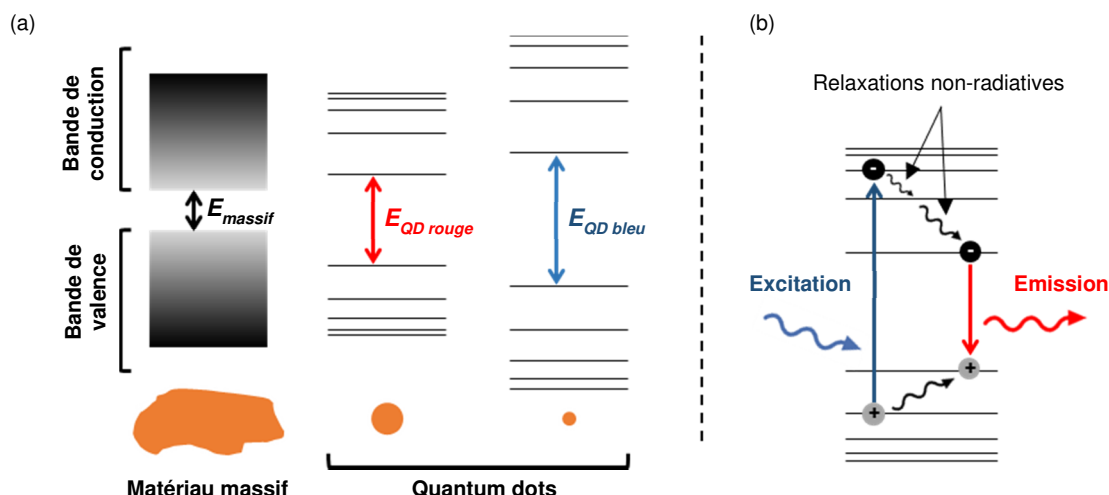 (a)
Bande de
conduction
Bande de
valence
E massif
E QD rouge
E QD bleu
Matériau massif
Quantum dots
(b)
Relaxations non-radiatives
-
-
Excitation
Emission
+
+